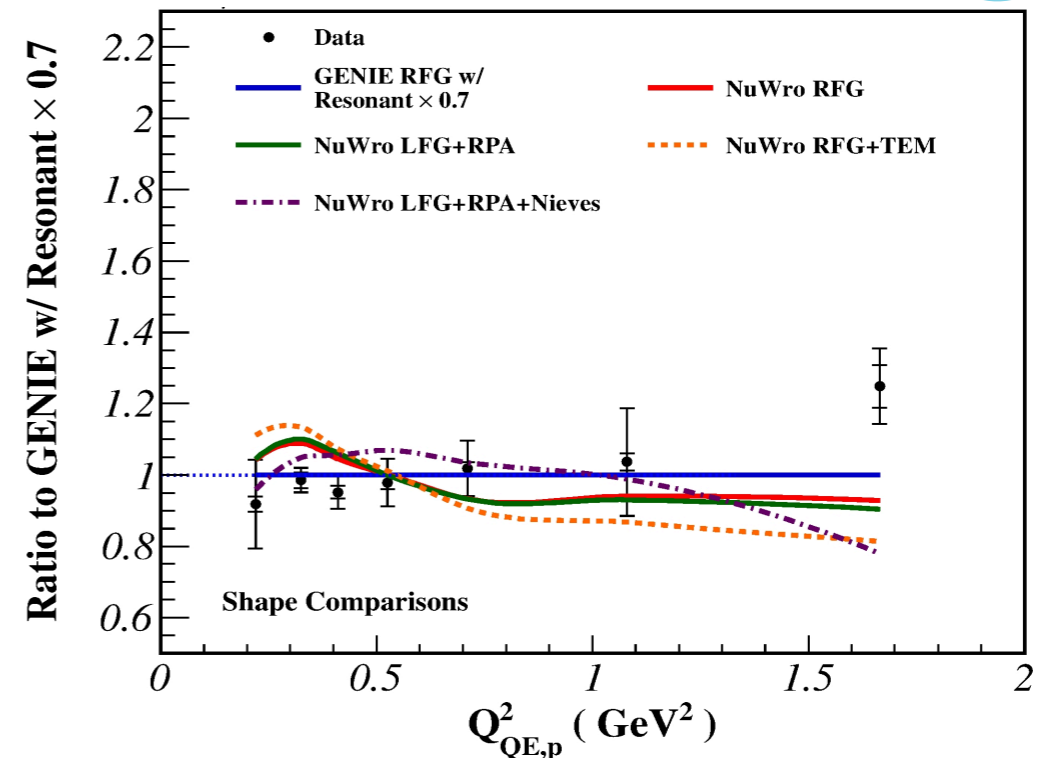 Ratio to GENIE w/ Resonant × 0.7
2.2
2
1.8
1.6
1.4
1.2
1
0.8
0.6
Data
GENIE RFG w/
Resonant × 0.7
NuWro RFG
NuWro LFG+RPA
NuWro RFG+TEM
NuWro LFG+RPA+Nieves
Shape Comparisons
0 0.5 1 1.5 2
Q²QE,p ( GeV² )